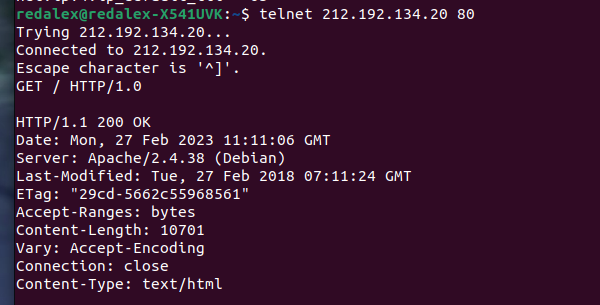 redalex@redalex-X541UVK:~$ telnet 212.192.134.20 80
Trying 212.192.134.20...
Connected to 212.192.134.20.
Escape character is '^]'.
GET / HTTP/1.0

HTTP/1.1 200 OK
Date: Mon, 27 Feb 2023 11:11:06 GMT
Server: Apache/2.4.38 (Debian)
Last-Modified: Tue, 27 Feb 2018 07:11:24 GMT
ETag: "29cd-5662c55968561"
Accept-Ranges: bytes
Content-Length: 10701
Vary: Accept-Encoding
Connection: close
Content-Type: text/html